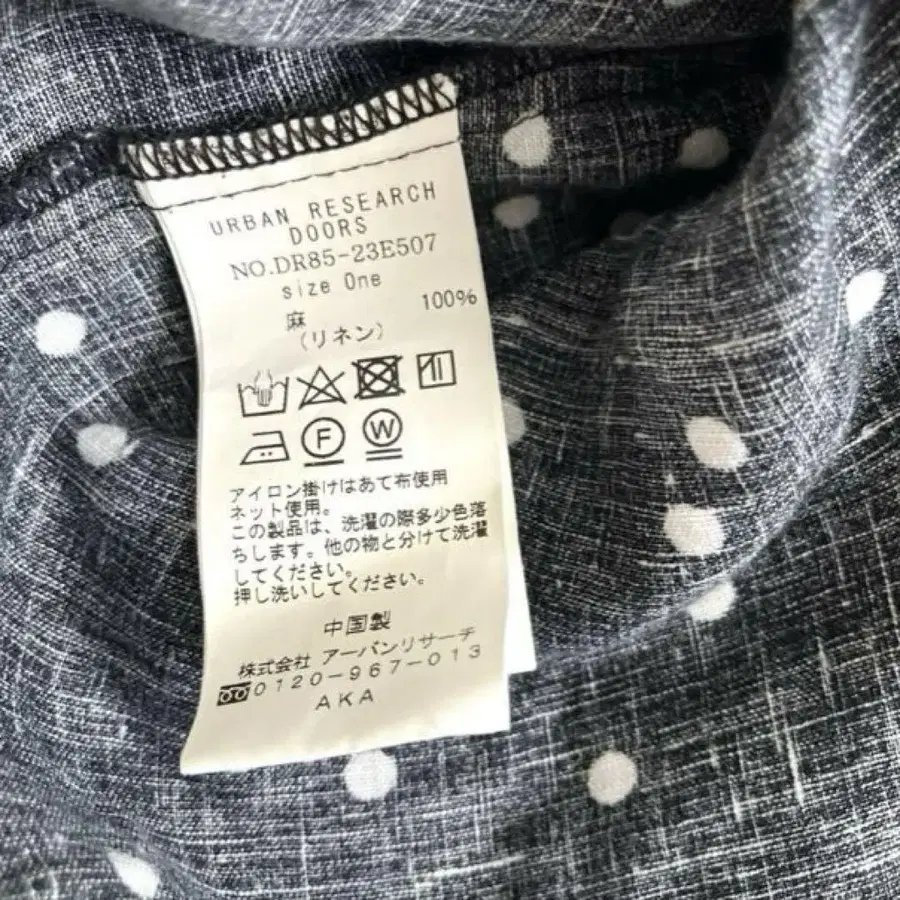 URBAN RESEARCH
DOORS
NO.DR85-23E507
size One
麻 100%
(リネン)
F W
アイロン掛けはあて布使用
ネット使用。
この製品は、洗濯の際多少色落
ちします。他の物と分けて洗濯
してください。
押し洗いしてください。
中国製
株式会社 アーバンリサーチ
0120-967-013
AKA